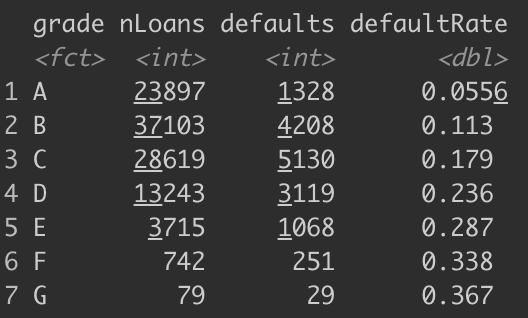 grade nLoans defaults defaultRate
<fct> <int> <int> <dbl>
1 A 23897 1328 0.0556
2 B 37103 4208 0.113
3 C 28619 5130 0.179
4 D 13243 3119 0.236
5 E 3715 1068 0.287
6 F 742 251 0.338
7 G 79 29 0.367